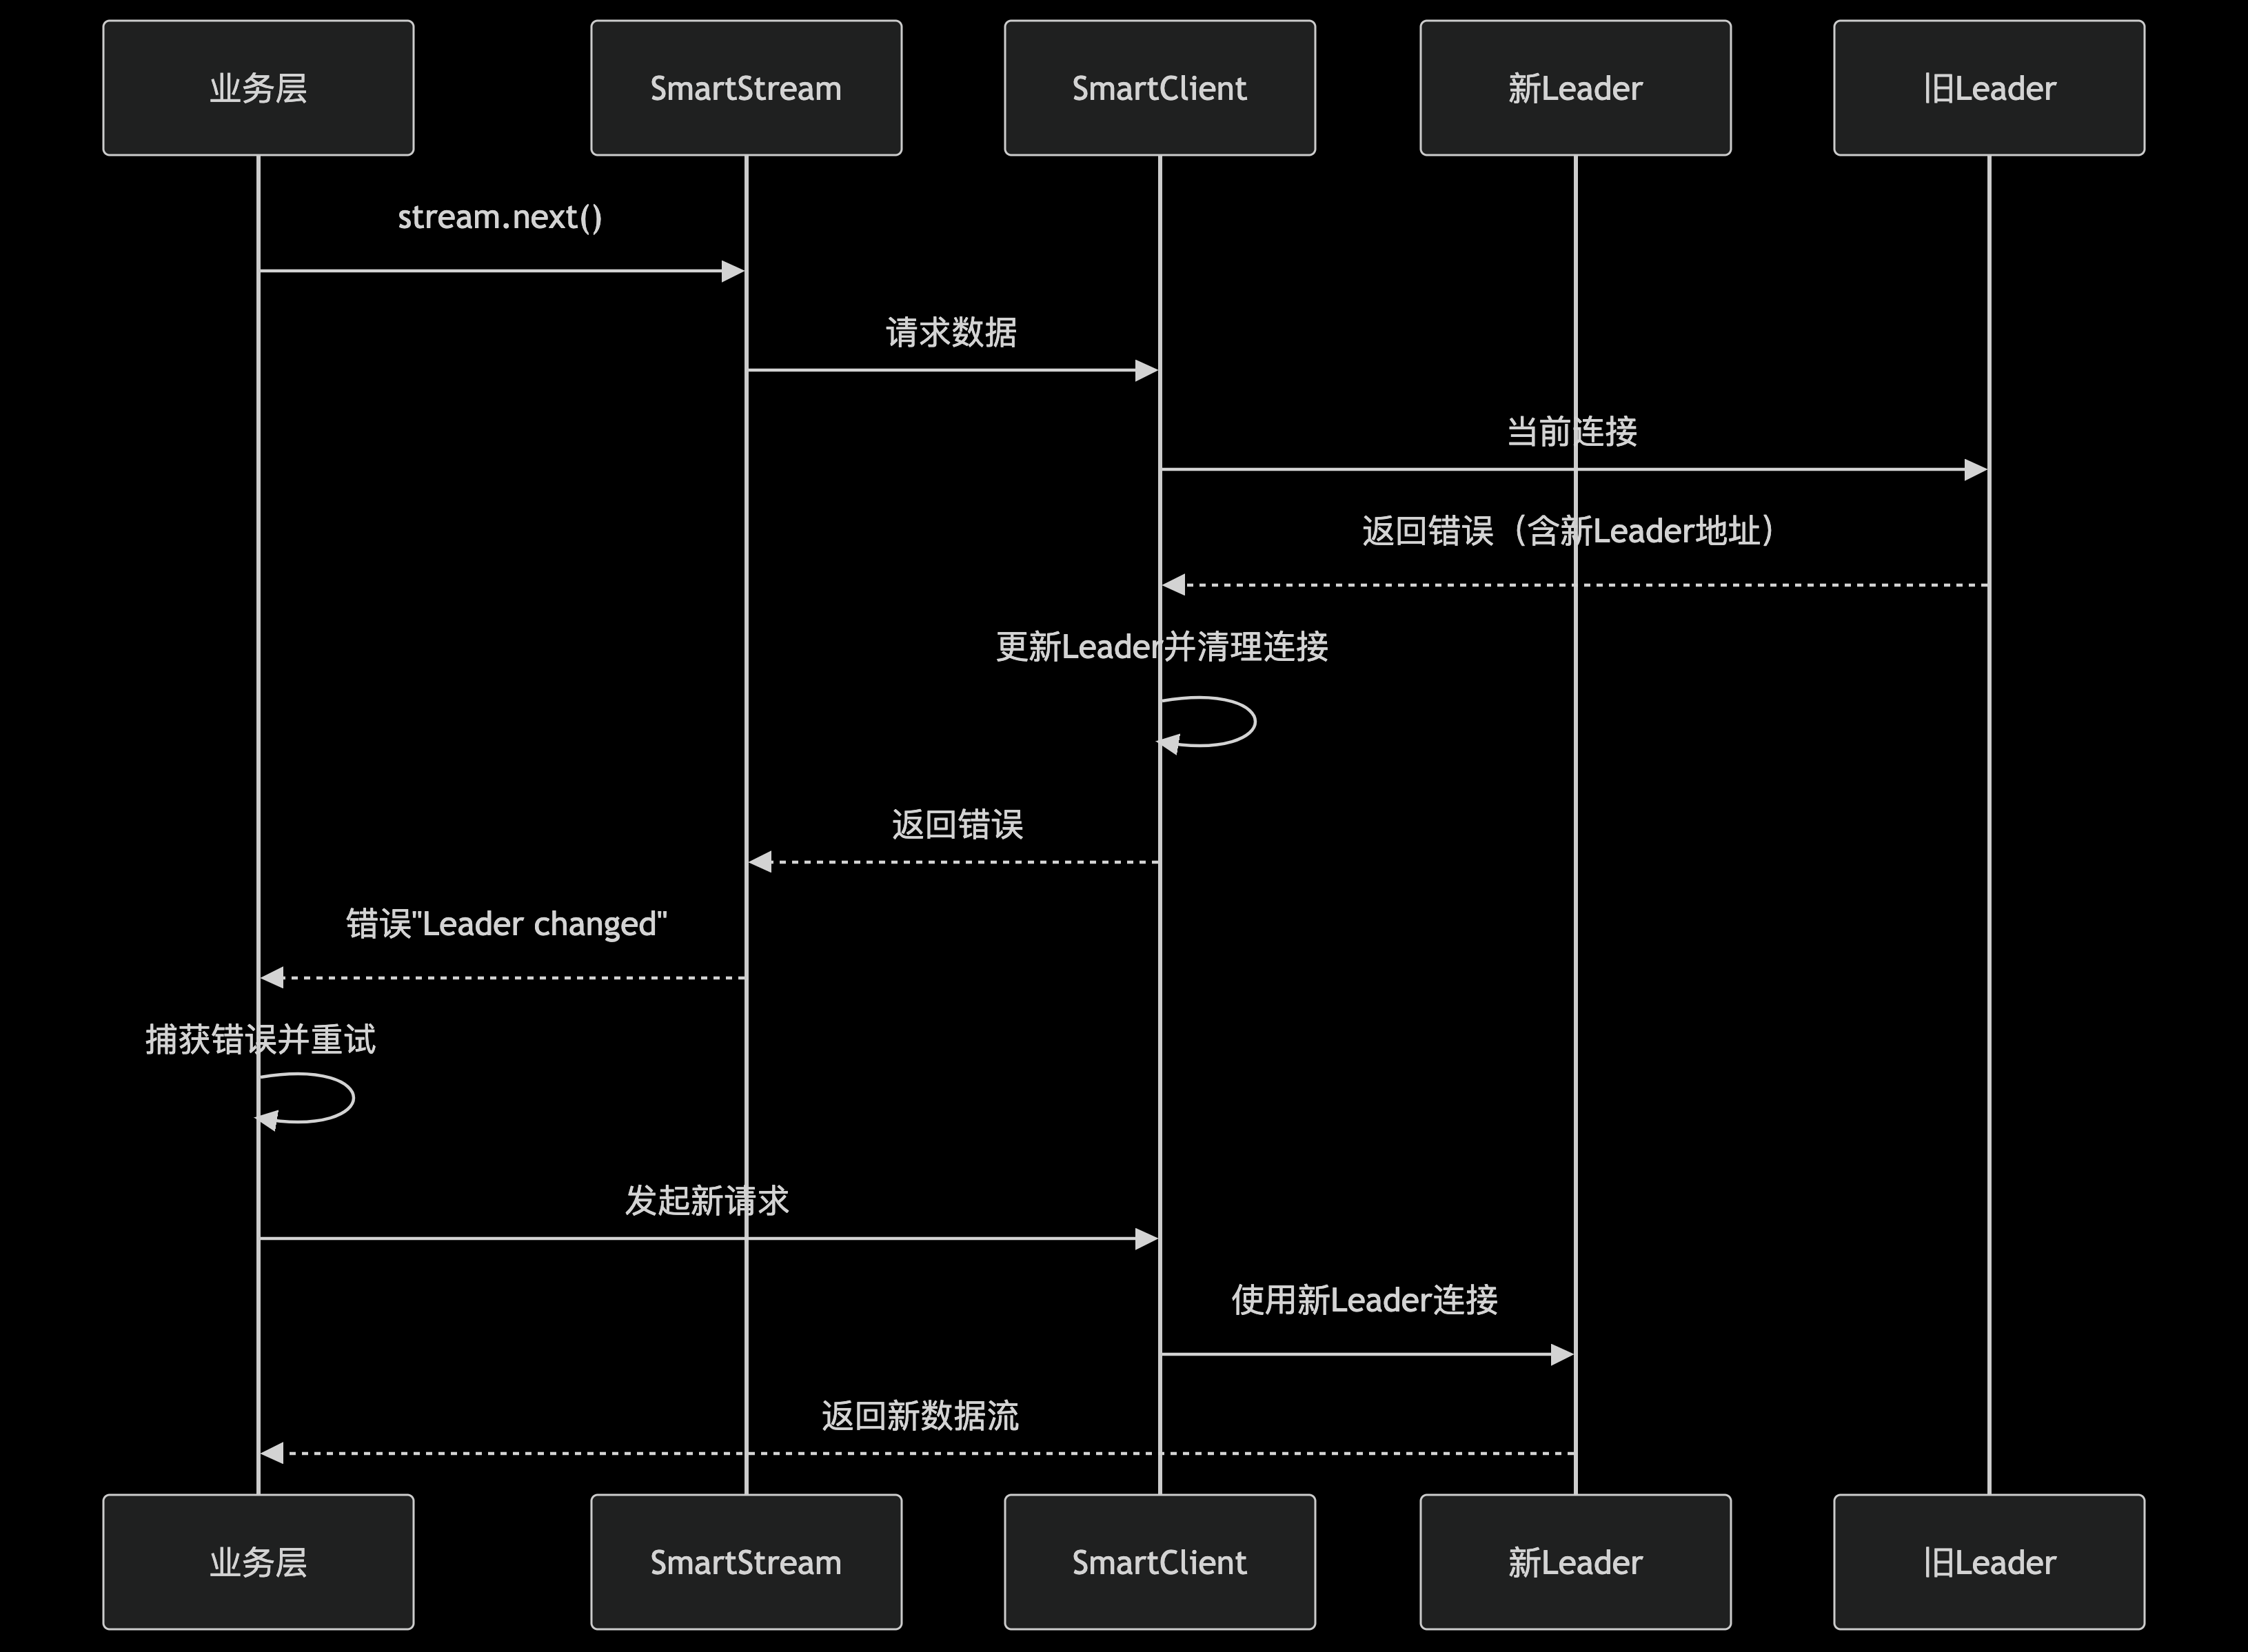 业务层
SmartStream
SmartClient
新Leader
旧Leader
stream.next()
请求数据
当前连接
返回错误（含新Leader地址）
更新Leader并清理连接
返回错误
错误"Leader changed"
捕获错误并重试
发起新请求
使用新Leader连接
返回新数据流
业务层
SmartStream
SmartClient
新Leader
旧Leader